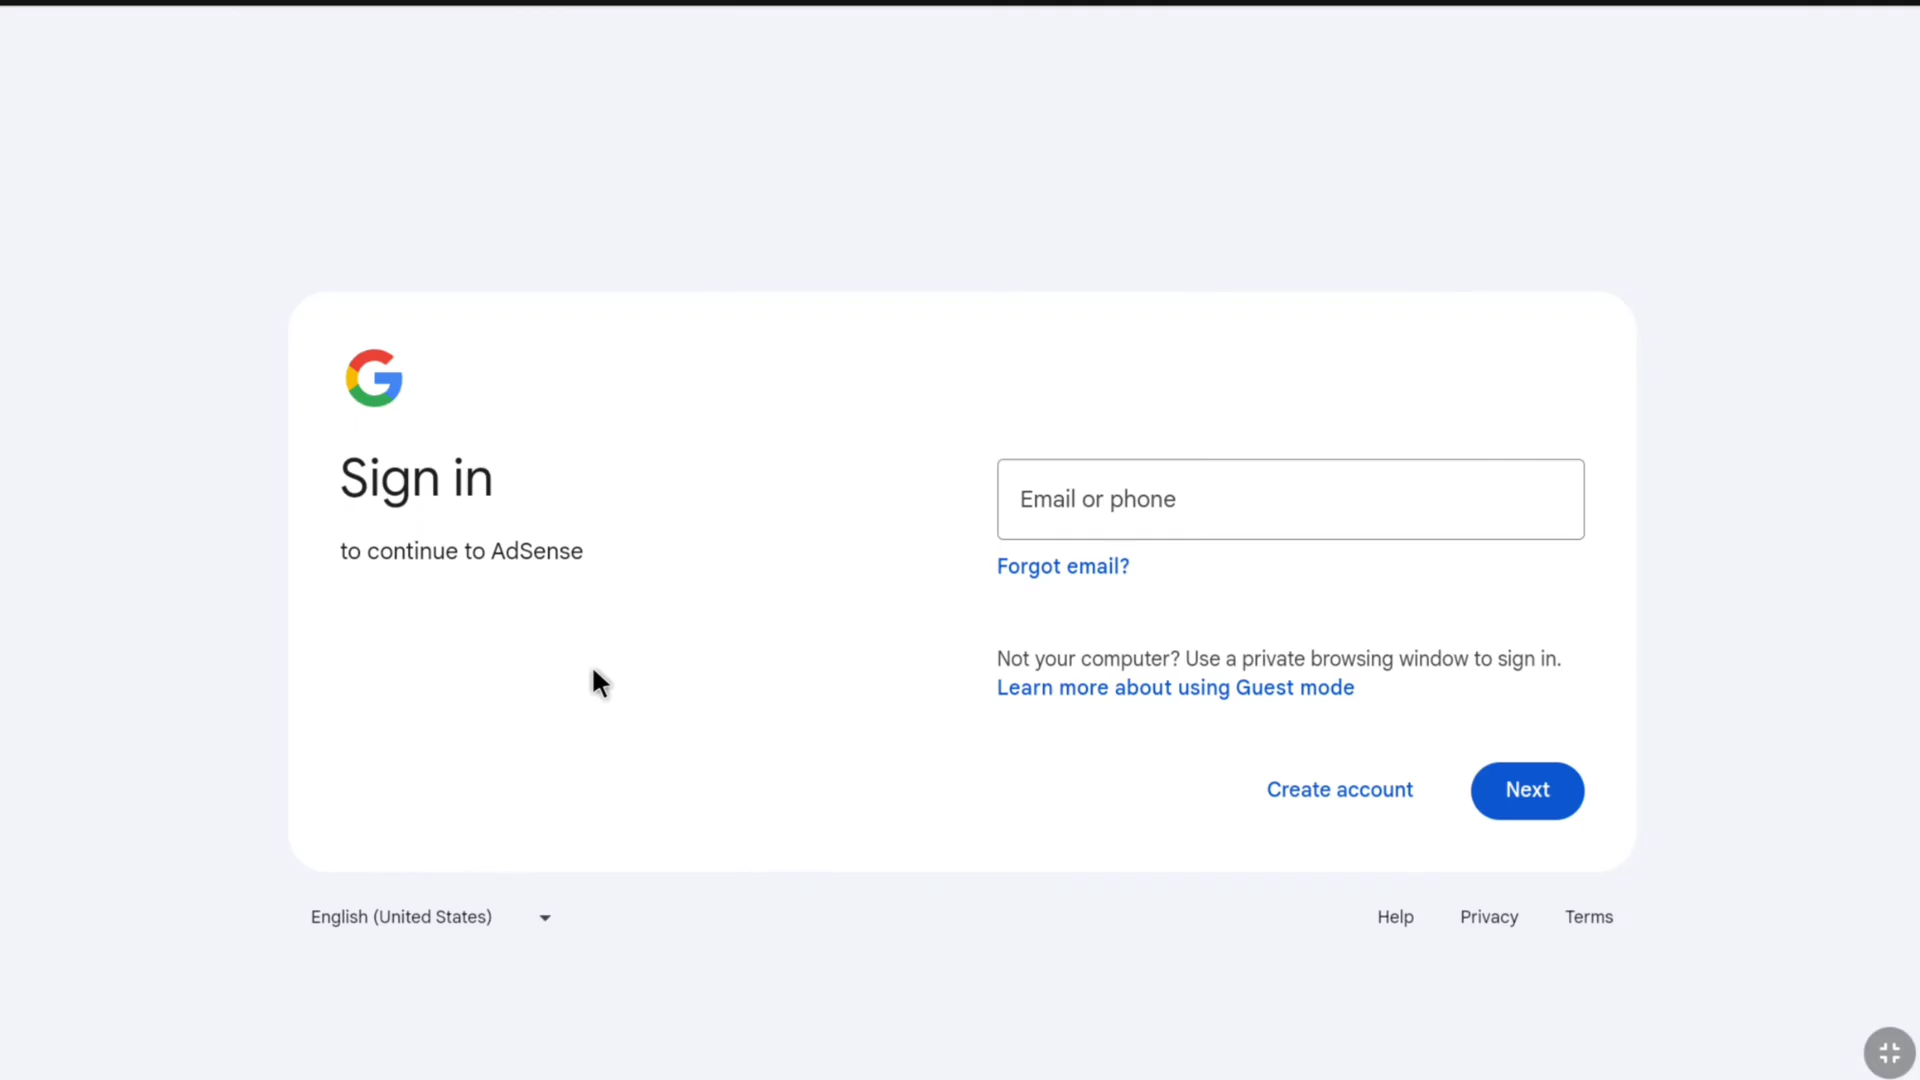 Sign in
to continue to AdSense
Email or phone
Forgot email?
Not your computer? Use a private browsing window to sign in.
Learn more about using Guest mode
Create account
Next
English (United States)
Help
Privacy
Terms